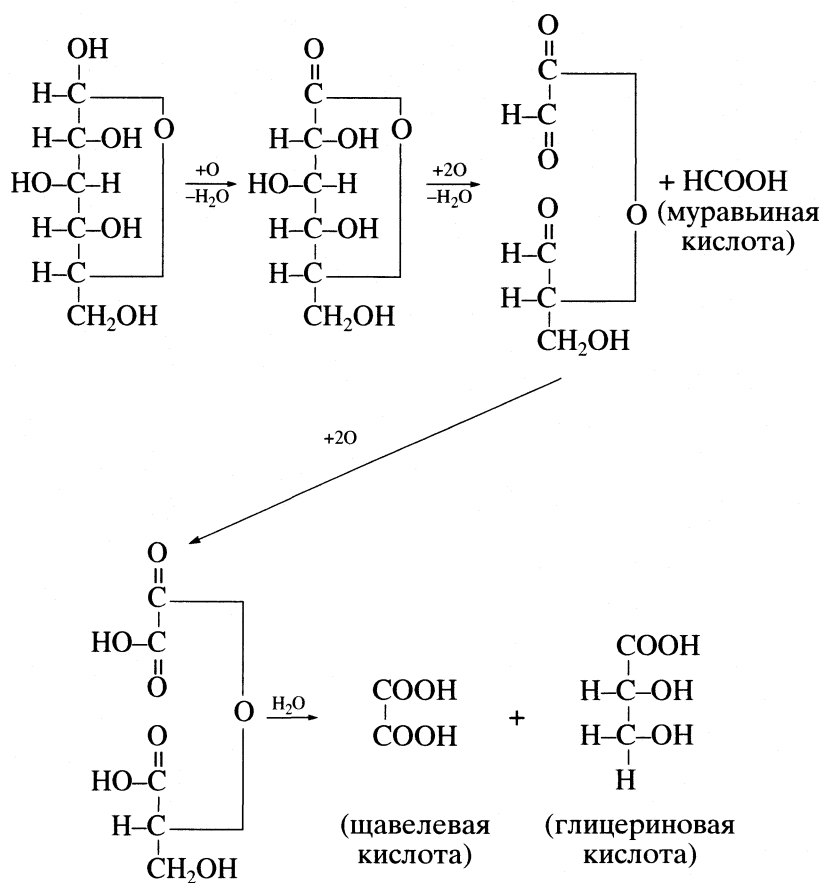 OH
H–C
H–C–OH
HO–C–H
H–C–OH
H–C
CH₂OH
O
+O
–H₂O
O
C
H–C–OH
HO–C–H
H–C–OH
H–C
CH₂OH
O
+2O
–H₂O
O
C
H–C
O
O
H–C
H–C
CH₂OH
O
+ HCOOH
(муравьиная
кислота)
+2O
O
C
HO–C
O
O
HO–C
H–C
CH₂OH
O
H₂O
COOH
COOH
(щавелевая
кислота)
+
COOH
H–C–OH
H–C–OH
H
(глицериновая
кислота)